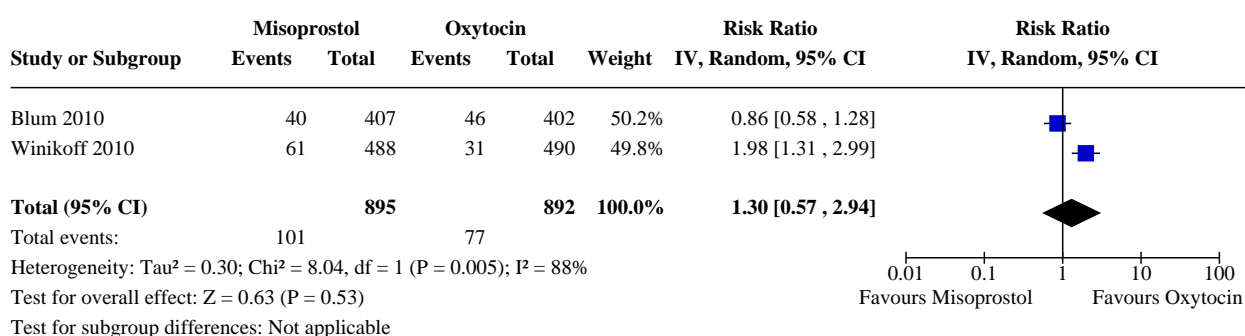 Misoprostol Oxytocin Risk Ratio Risk Ratio
Study or Subgroup Events Total Events Total Weight IV, Random, 95% CI IV, Random, 95% CI
Blum 2010 40 407 46 402 50.2% 0.86 [0.58 , 1.28]
Winikoff 2010 61 488 31 490 49.8% 1.98 [1.31 , 2.99]
Total (95% CI) 895 892 100.0% 1.30 [0.57 , 2.94]
Total events: 101 77
Heterogeneity: Tau² = 0.30; Chi² = 8.04, df = 1 (P = 0.005); I² = 88%
0.01 0.1 1 10 100
Test for overall effect: Z = 0.63 (P = 0.53)
Favours Misoprostol Favours Oxytocin
Test for subgroup differences: Not applicable